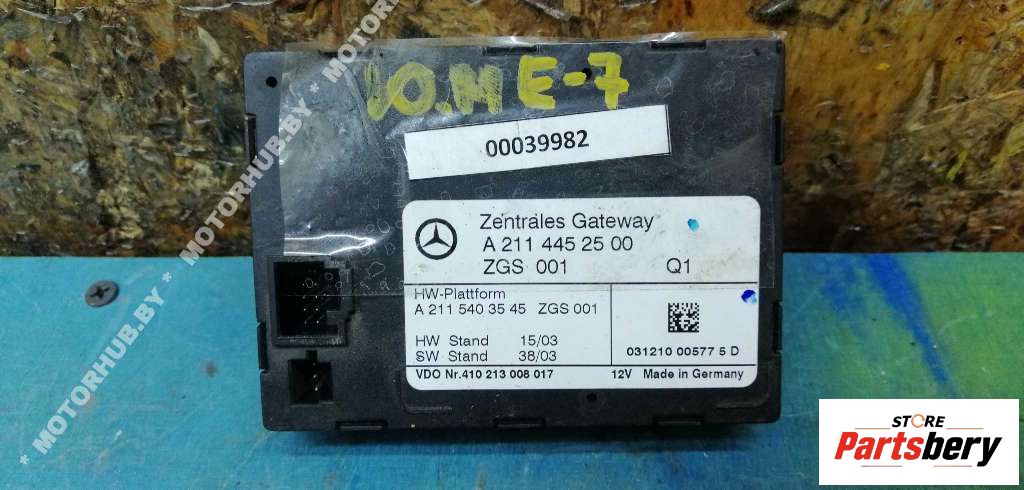 Ю.М Е-7
00039982
Zentrales Gateway
A 211 445 25 00
ZGS 001 Q1
HW-Plattform
A 211 540 35 45 ZGS 001
HW Stand 15/03
SW Stand 38/03
031210 00577 5 D
VDO Nr.410 213 008 017
12V Made in Germany
* MOTORHUB.BY * MOTORHUB.BY *
STORE
Partsbery